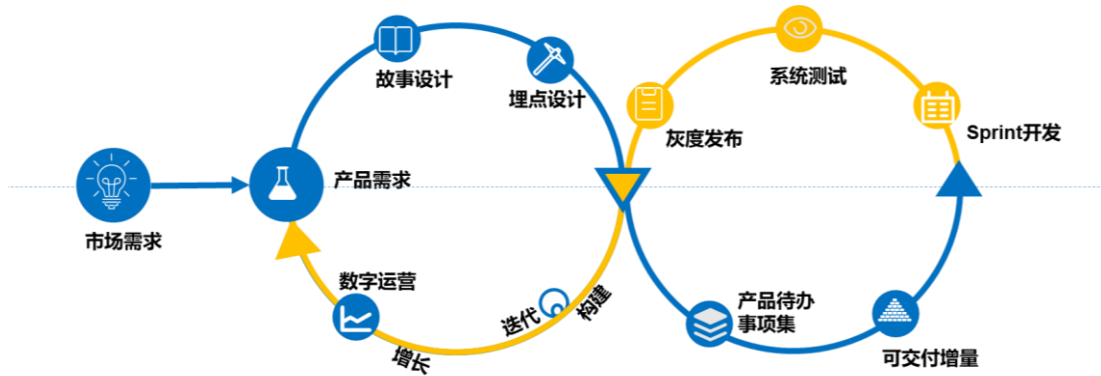 故事设计
埋点设计
系统测试
灰度发布
Sprint开发
产品需求
市场需求
数字运营
增长
迭代
构建
产品待办
事项集
可交付增量